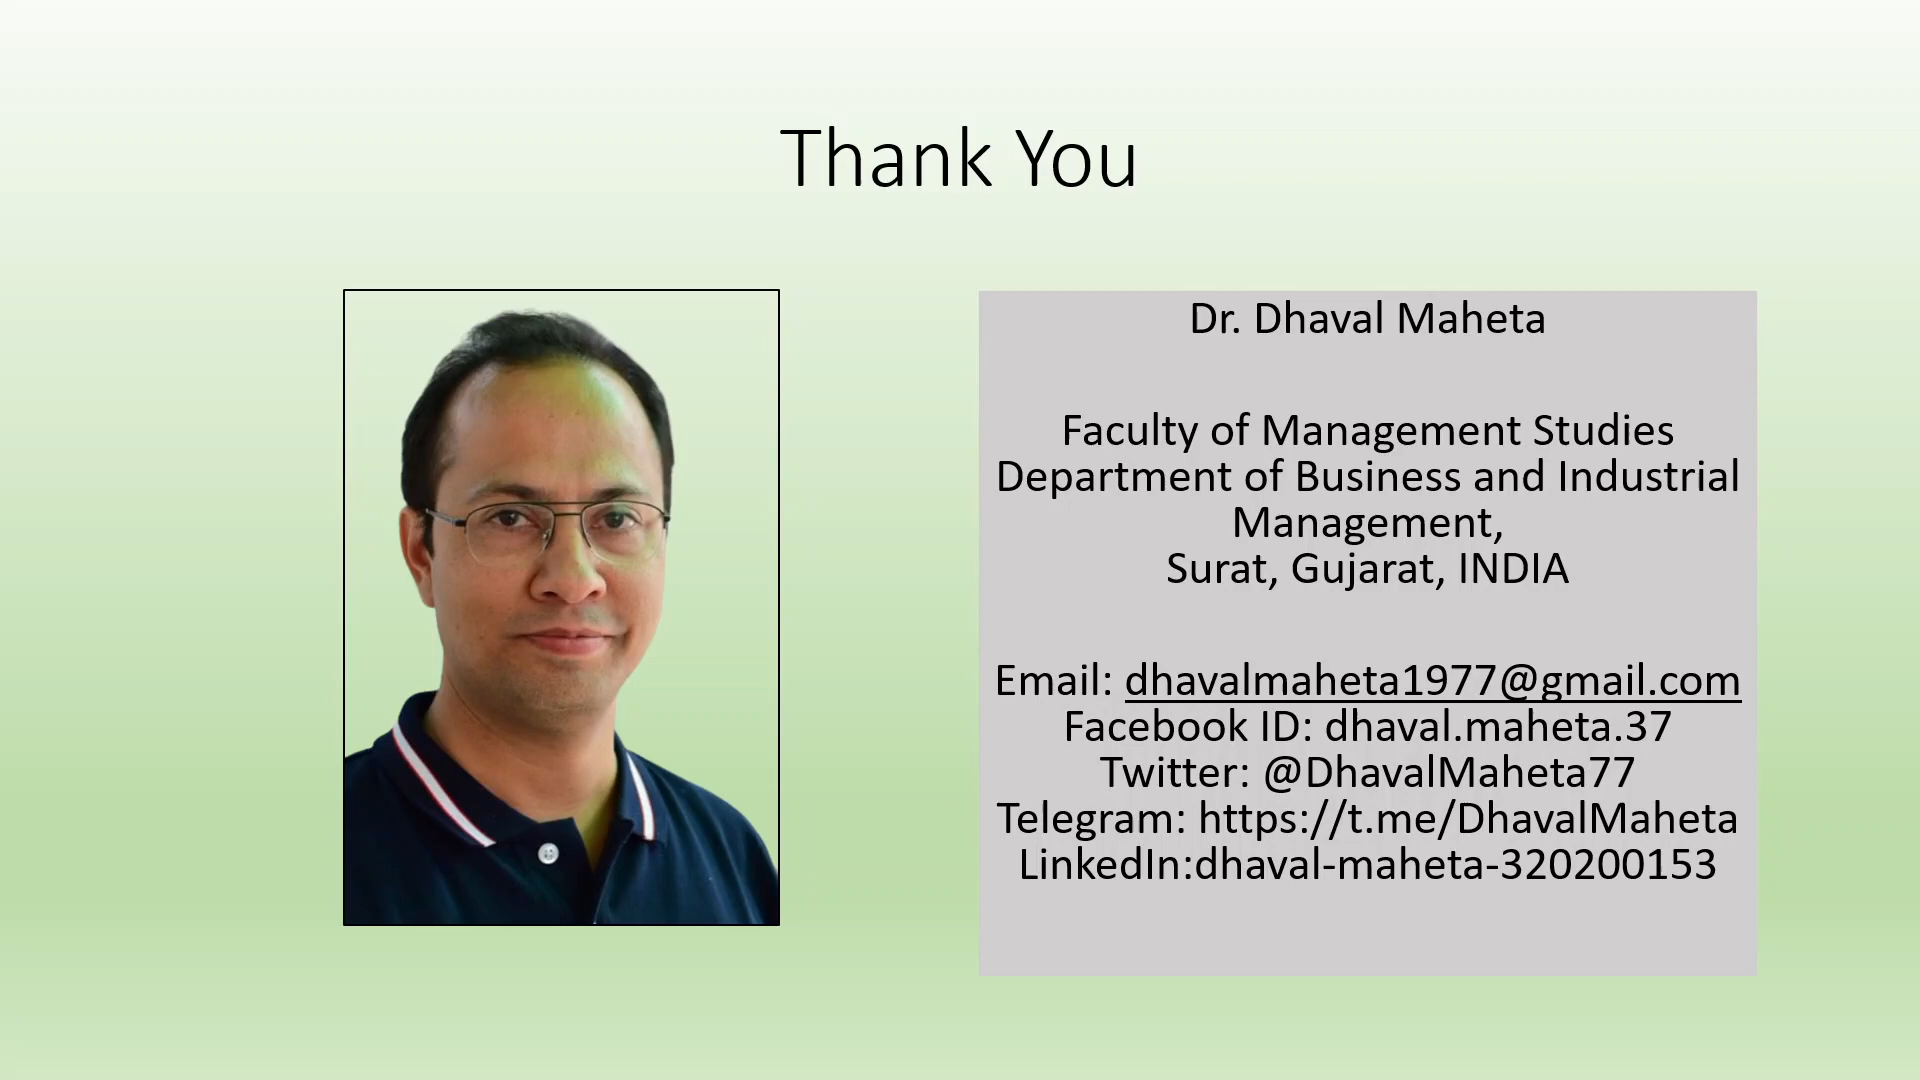 Thank You
Dr. Dhaval Maheta
Faculty of Management Studies
Department of Business and Industrial
Management,
Surat, Gujarat, INDIA
Email: dhavalmaheta1977@gmail.com
Facebook ID: dhaval.maheta.37
Twitter: @DhavalMaheta77
Telegram: https://t.me/DhavalMaheta
LinkedIn:dhaval-maheta-320200153